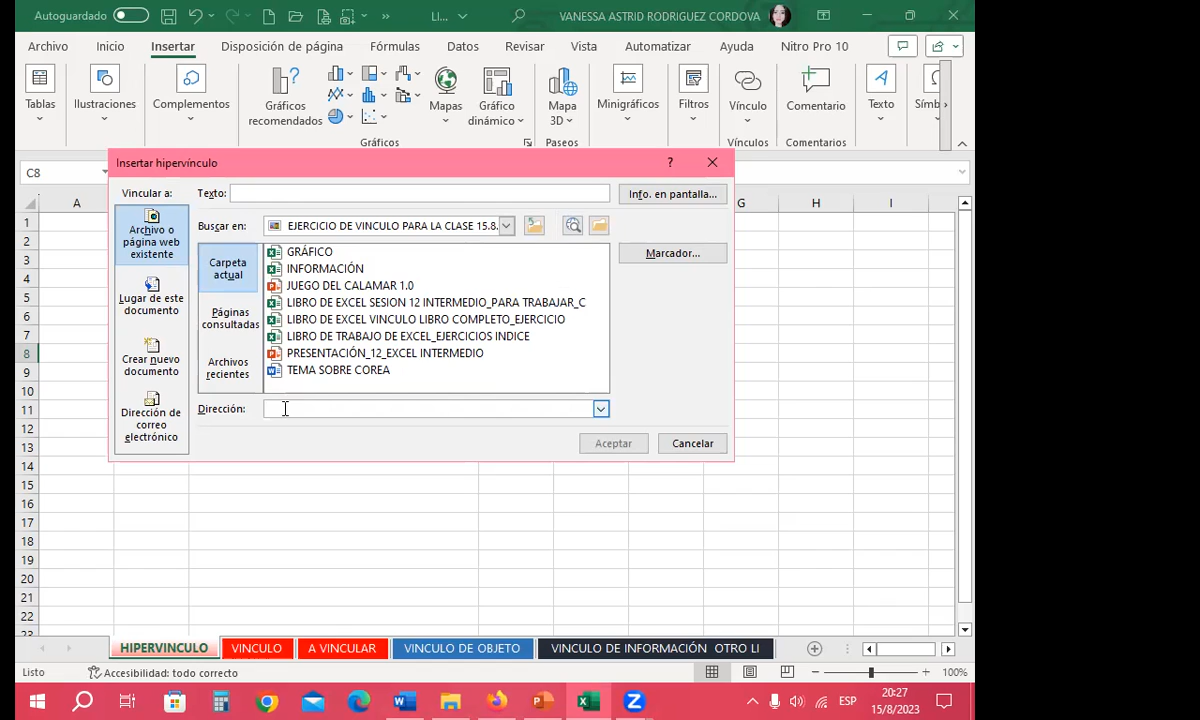 Autoguardado
LI...
VANESSA ASTRID RODRIGUEZ CORDOVA
Archivo Inicio Insertar Disposición de página Fórmulas Datos Revisar Vista Automatizar Ayuda Nitro Pro 10
Tablas
Ilustraciones
Complementos
Gráficos recomendados
Mapas
Gráfico dinámico
Mapa 3D
Minigráficos
Filtros
Vínculo
Comentario
Texto
Símb
Gráficos Paseos Vínculos Comentarios
C8
Insertar hipervínculo
?
Vincular a:
Texto:
Info. en pantalla...
Archivo o
página web
existente
Buscar en:
EJERCICIO DE VINCULO PARA LA CLASE 15.8.
Marcador...
Carpeta
actual
Páginas
consultadas
Archivos
recientes
GRÁFICO
INFORMACIÓN
JUEGO DEL CALAMAR 1.0
LIBRO DE EXCEL SESION 12 INTERMEDIO_PARA TRABAJAR_C
LIBRO DE EXCEL VINCULO LIBRO COMPLETO_EJERCICIO
LIBRO DE TRABAJO DE EXCEL_EJERCICIOS INDICE
PRESENTACIÓN_12_EXCEL INTERMEDIO
TEMA SOBRE COREA
Lugar de este
documento
Crear nuevo
documento
Dirección de
correo
electrónico
Dirección:
Aceptar
Cancelar
A G H I
1
2
3
4
5
6
7
8
9
10
11
12
13
14
15
16
17
18
19
20
21
22
23
HIPERVINCULO VINCULO A VINCULAR VINCULO DE OBJETO VINCULO DE INFORMACIÓN OTRO LI
Listo Accesibilidad: todo correcto 100%
ESP
20:27
15/8/2023